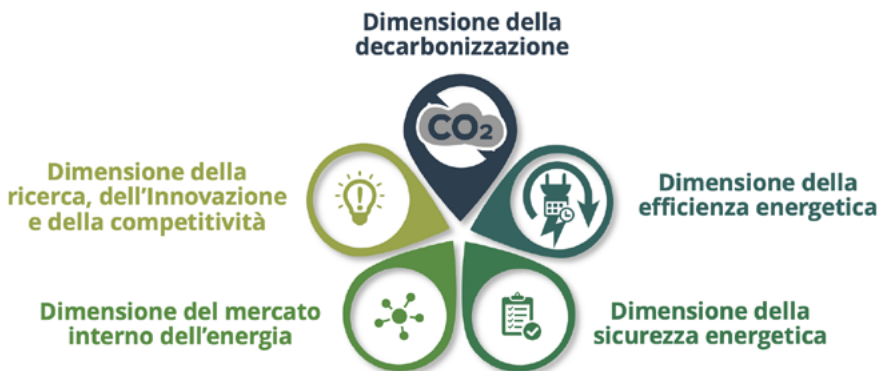 Dimensione della
decarbonizzazione
CO2
Dimensione della
ricerca, dell'Innovazione
e della competitività
Dimensione della
efficienza energetica
Dimensione del mercato
interno dell'energia
Dimensione della
sicurezza energetica